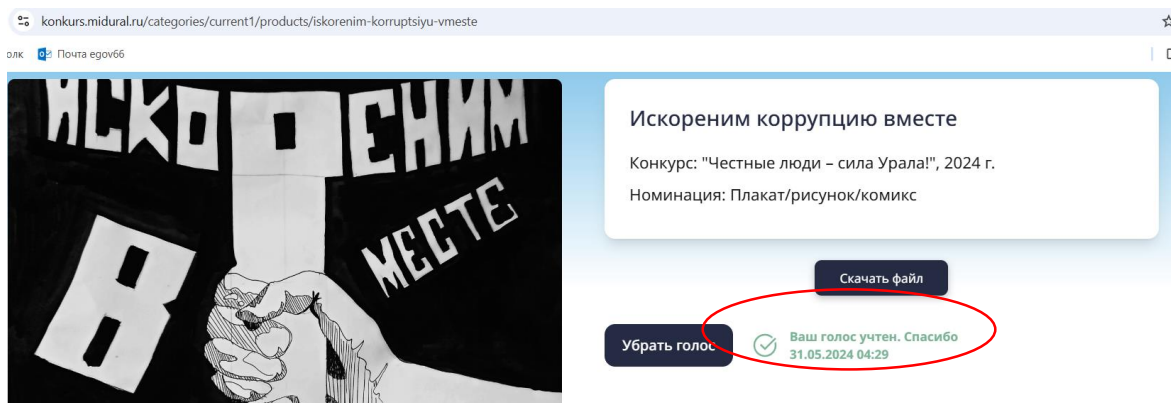 konkurs.midural.ru/categories/current1/products/iskorenim-korruptsiyu-vmeste
олк Почта egov66
ИСКОРЕНИМ
В МЕСТЕ
Искореним коррупцию вместе
Конкурс: "Честные люди – сила Урала!", 2024 г.
Номинация: Плакат/рисунок/комикс
Скачать файл
Убрать голос
Ваш голос учтен. Спасибо
31.05.2024 04:29